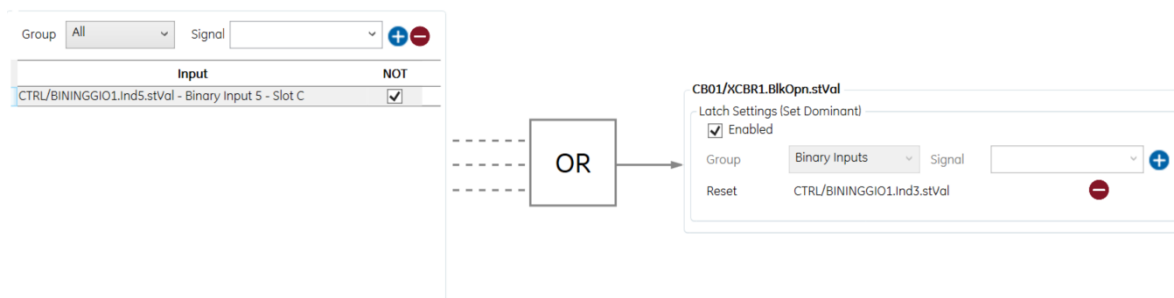 Group All Signal
Input NOT
CTRL/BININGGIO1.Ind5.stVal - Binary Input 5 - Slot C
OR
CB01/XCBR1.BlkOpn.stVal
Latch Settings (Set Dominant)
Enabled
Group Binary Inputs Signal
Reset CTRL/BININGGIO1.Ind3.stVal